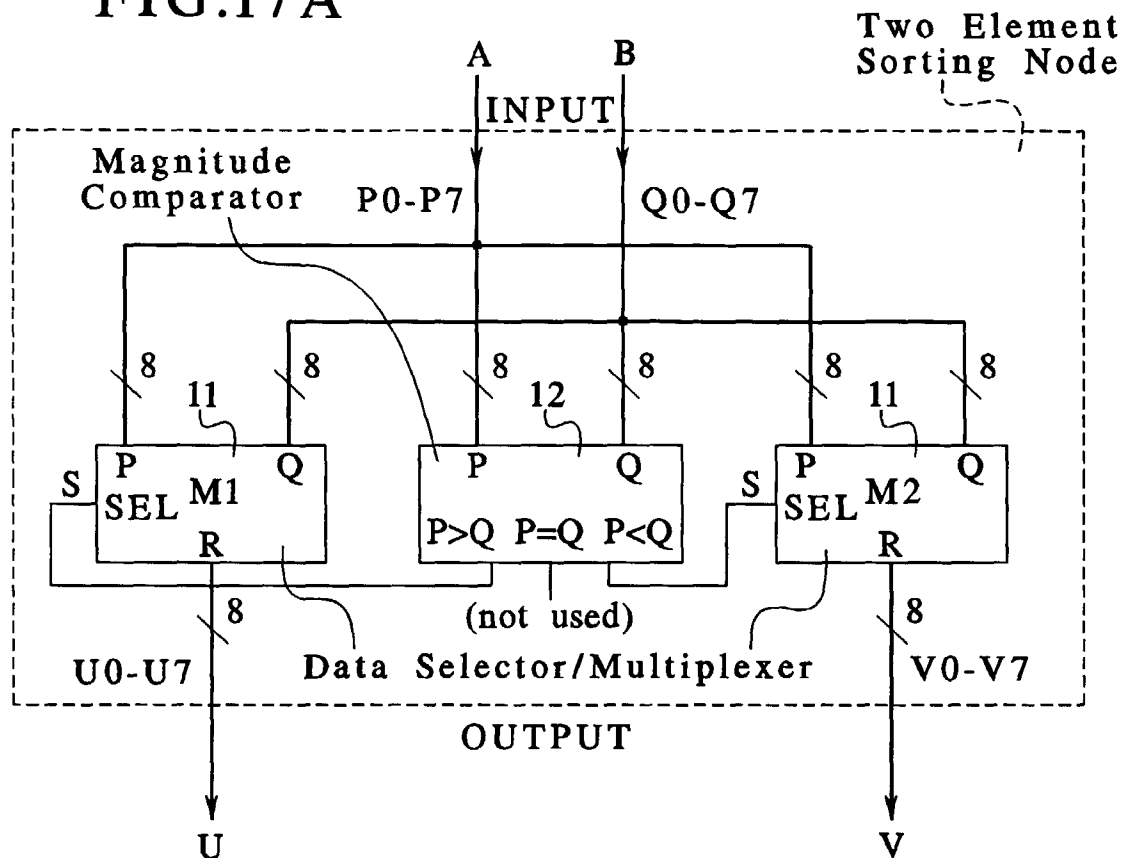 FIG.17A
Two Element
Sorting Node
A B
INPUT
Magnitude
Comparator
P0-P7 Q0-Q7
8 8 8 8 8 8
11 12 11
P Q P Q P Q
S SEL M1 S SEL M2
R P>Q P=Q P<Q R
(not used)
8 8
U0-U7 Data Selector/Multiplexer V0-V7
OUTPUT
U V